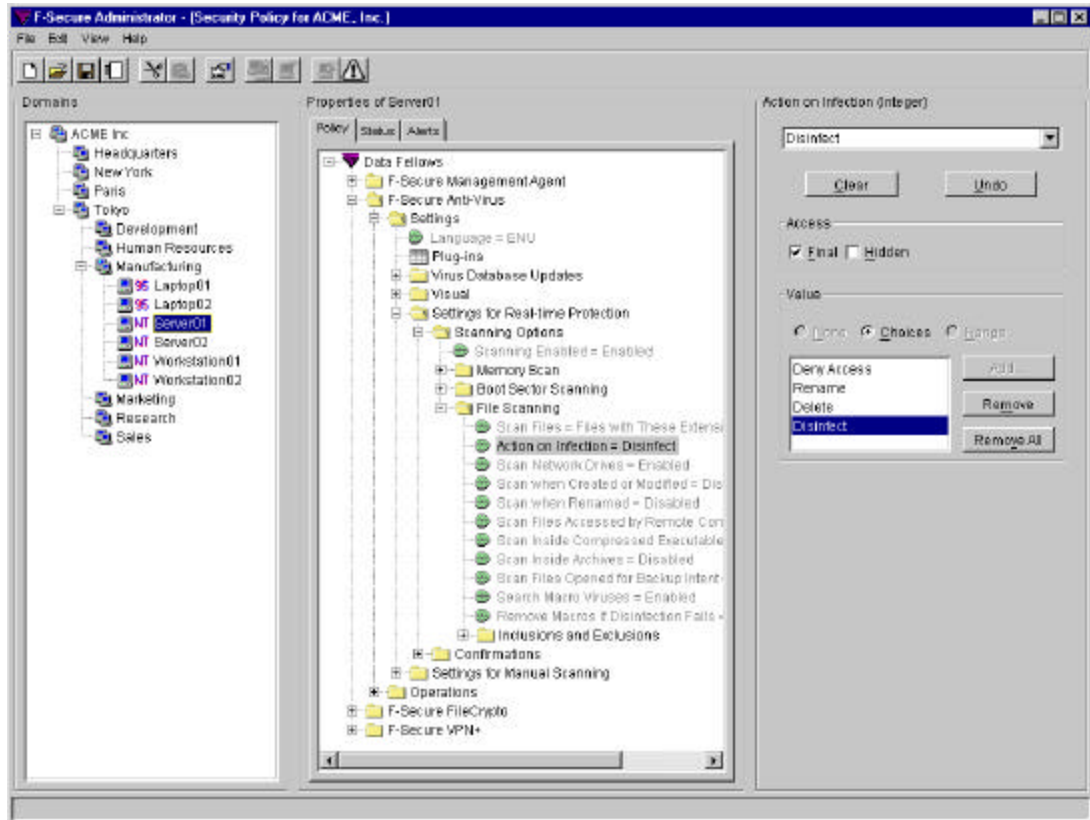 F-Secure Administrator - [Security Policy for ACME, Inc.]
File Edit View Help
Domains
ACME Inc
Headquarters
New York
Paris
Tokyo
Development
Human Resources
Manufacturing
95 Laptop01
95 Laptop02
NT Server01
NT Server02
NT Workstation01
NT Workstation02
Marketing
Research
Sales
Properties of Server01
Policy Status Alerts
Data Fellows
F-Secure Management Agent
F-Secure Anti-Virus
Settings
Language = ENU
Plug-ins
Virus Database Updates
Visual
Settings for Real-time Protection
Scanning Options
Scanning Enabled = Enabled
Memory Scan
Boot Sector Scanning
File Scanning
Scan Files = Files with These Extensi
Action on Infection = Disinfect
Scan Network Drives = Enabled
Scan when Created or Modified = Dis
Scan when Renamed = Disabled
Scan Files Accessed by Remote Con
Scan Inside Compressed Executable
Scan Inside Archives = Disabled
Scan Files Opened for Backup Intent
Search Macro Viruses = Enabled
Remove Macros if Disinfection Fails =
Inclusions and Exclusions
Confirmations
Settings for Manual Scanning
Operations
F-Secure FileCrypto
F-Secure VPN+
Action on Infection (Integer)
Disinfect
Clear Undo
Access
Final Hidden
Value
None Choices Range
Deny Access
Rename
Delete
Disinfect
Add...
Remove
Remove All